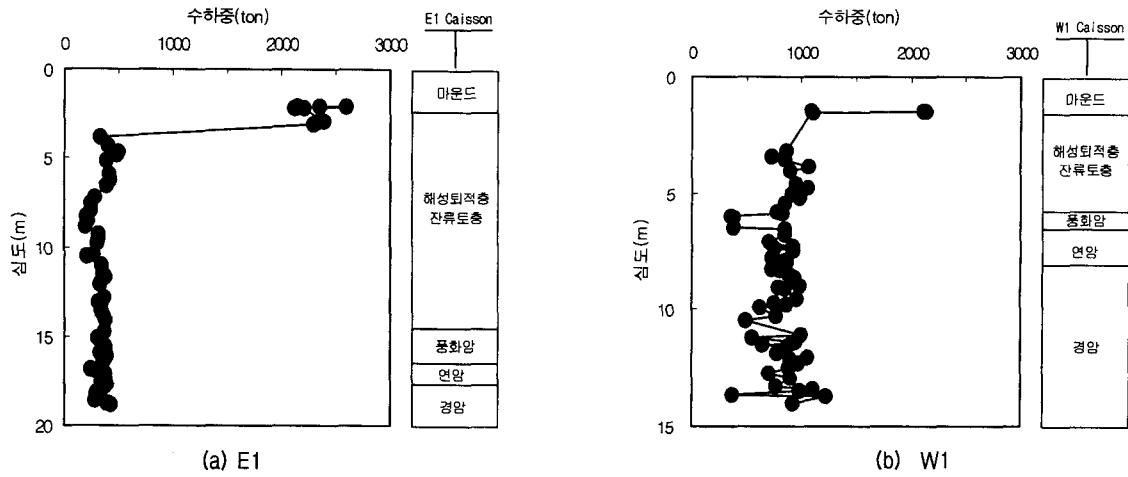 수하중(ton)
E1 Caisson
0 1000 2000 3000
0
5
10
15
20
심도(m)
마운드
해성퇴적층
잔류토층
풍화암
연암
경암
(a) E1
수하중(ton)
W1 Caisson
0 1000 2000 3000
0
5
10
15
심도(m)
마운드
해성퇴적층
잔류토층
풍화암
연암
경암
(b) W1